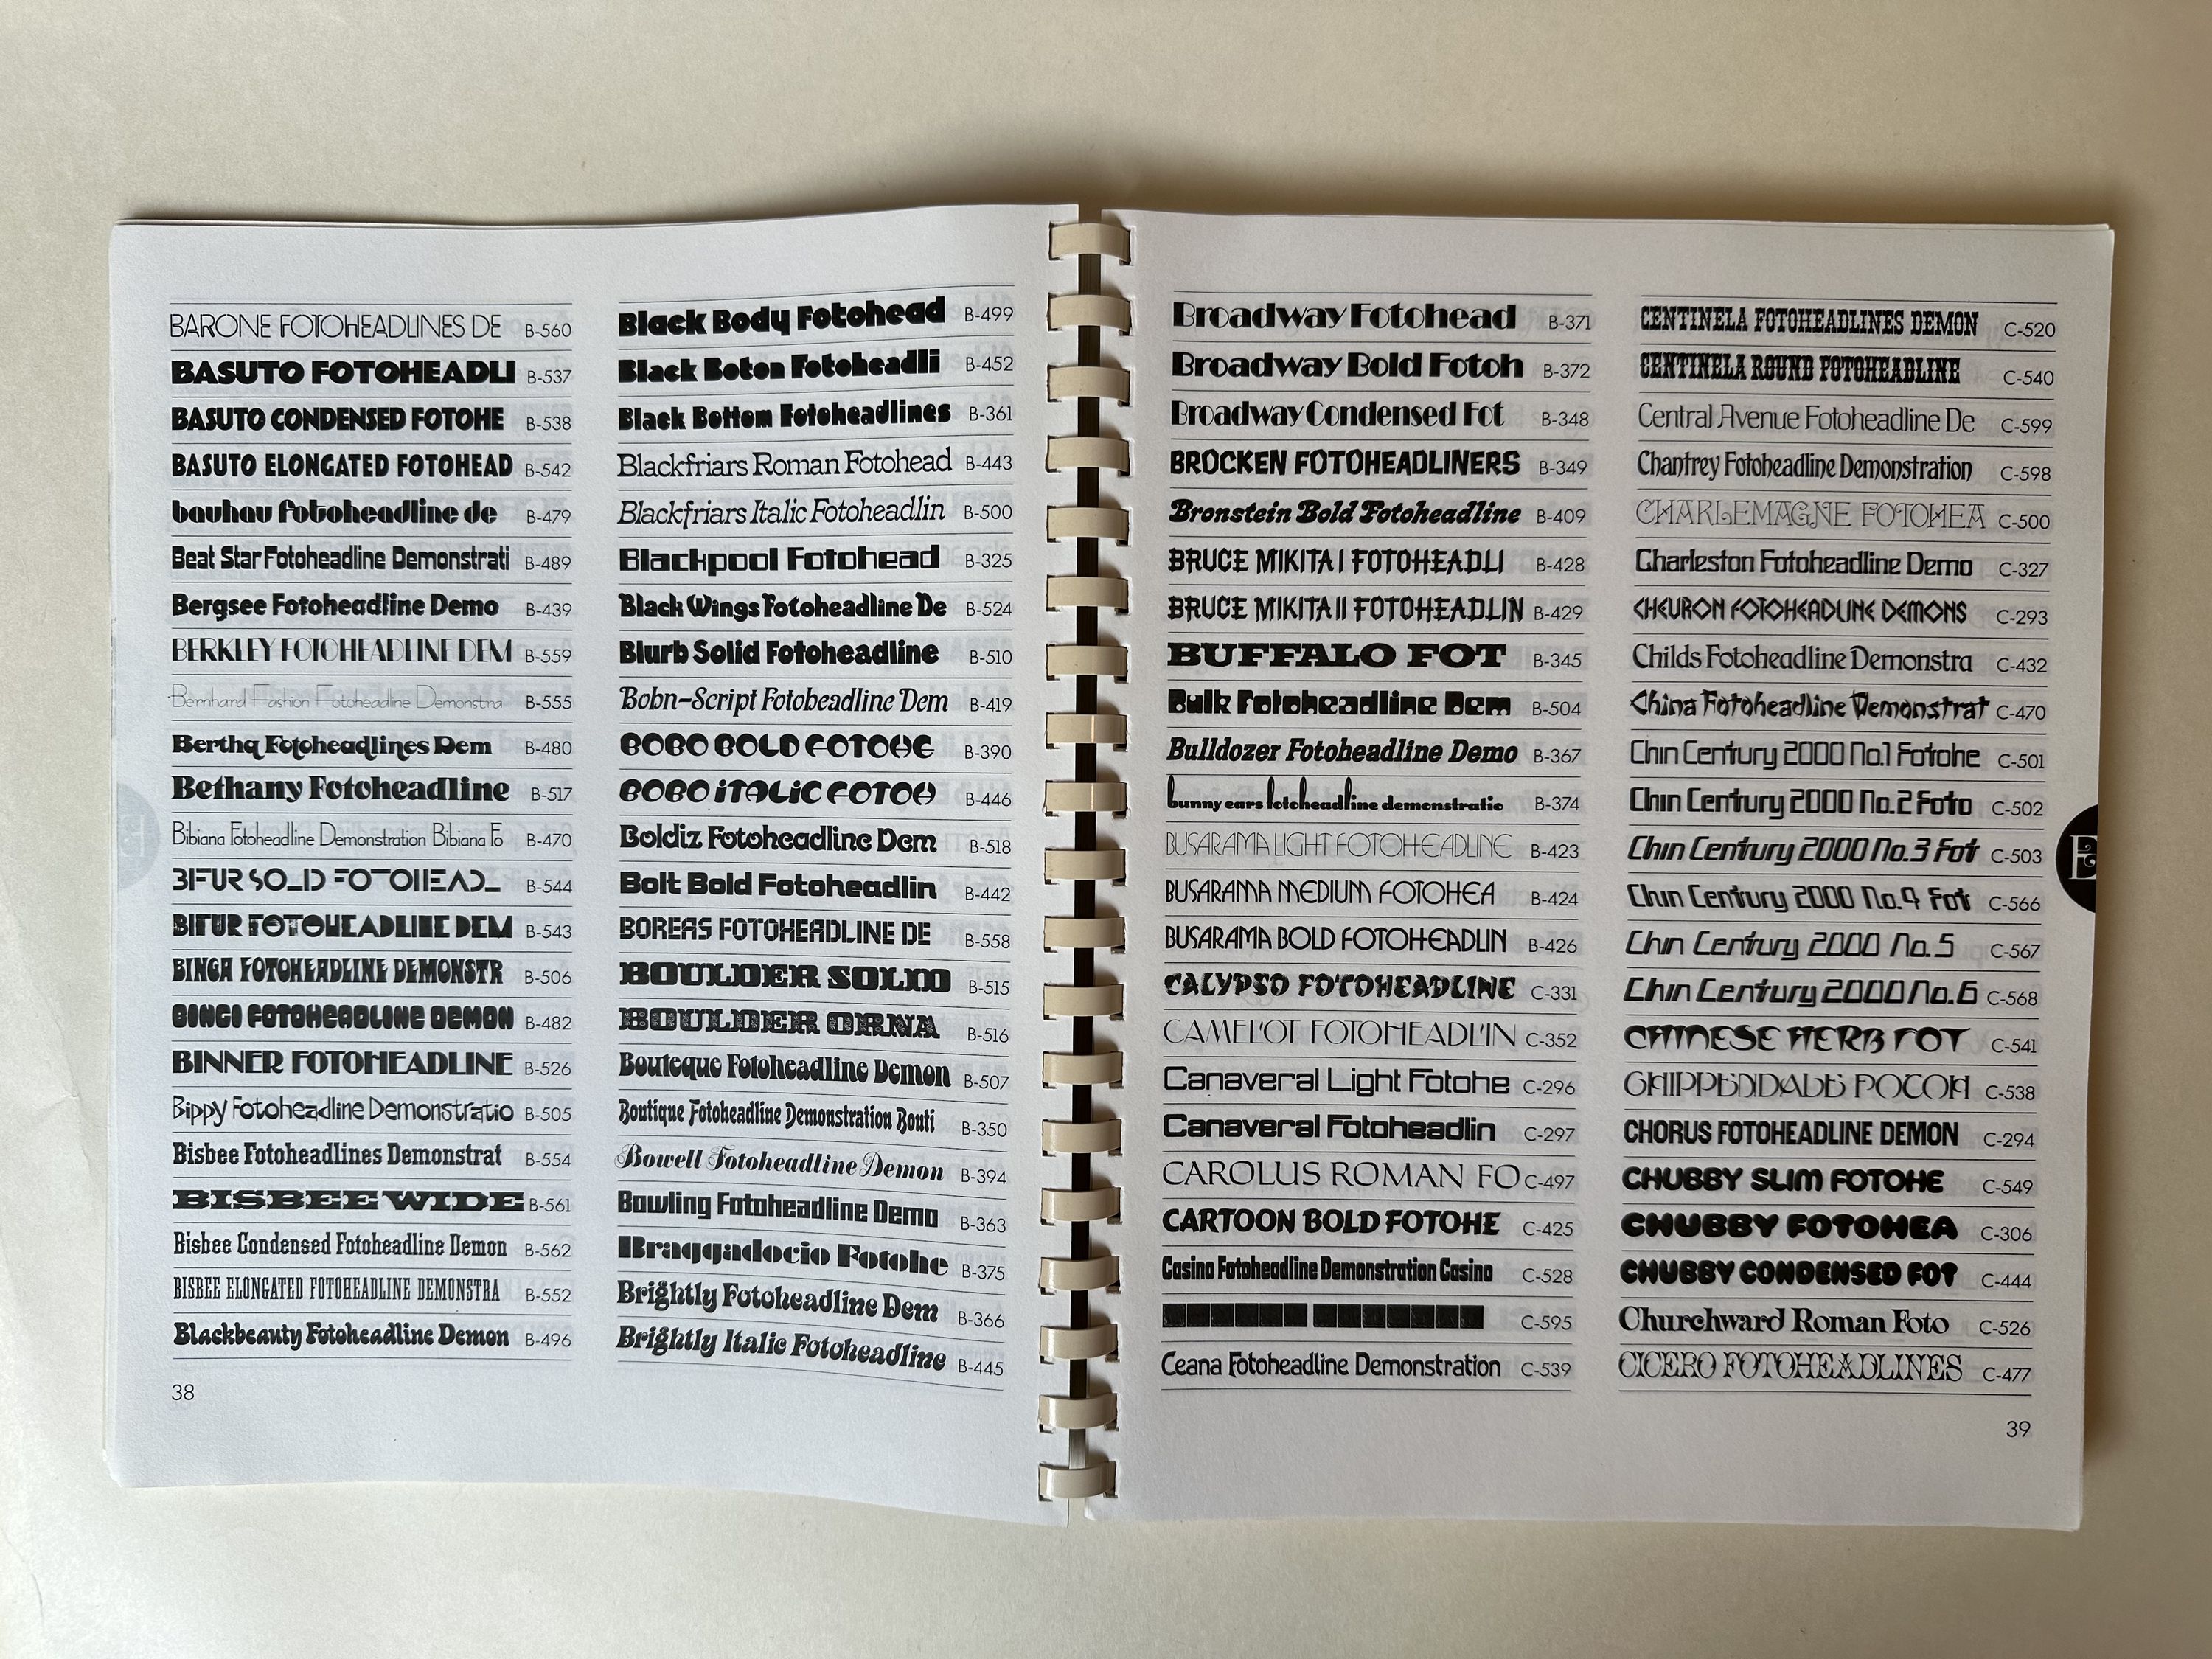 BARONE FOTOHEADLINES DE B-560
BASUTO FOTOHEADLI B-537
BASUTO CONDENSED FOTOHE B-538
BASUTO ELONGATED FOTOHEAD B-542
bauhau fotoheadline de B-479
Beat Star Fotoheadline Demonstrati B-489
Bergsee Fotoheadline Demo B-439
BERKLEY FOTOHEADLINE DEM B-559
Bernhard Fashion Fotoheadline Demonstra B-555
Bertha Fotoheadlines Dem B-480
Bethany Fotoheadline B-517
Bibiana Fotoheadline Demonstration Bibiana Fo B-470
BIFUR SOLID FOTOHEADL B-544
BIFUR FOTOHEADLINE DEM B-543
BINGA FOTOHEADLINE DEMONSTR B-506
BINGI FOTOHEADLINE DEMON B-482
BINNER FOTOHEADLINE B-526
Bippy Fotoheadline Demonstratio B-505
Bisbee Fotoheadlines Demonstrat B-554
BISBEE WIDE B-561
Bisbee Condensed Fotoheadline Demon B-562
BISBEE ELONGATED FOTOHEADLINE DEMONSTRA B-552
Blackbeauty Fotoheadline Demon B-496
38
Black Body Fotohead B-499
Black Boton Fotoheadli B-452
Black Bottom Fotoheadlines B-361
Blackfriars Roman Fotohead B-443
Blackfriars Italic Fotoheadlin B-500
Blackpool Fotohead B-325
Black Wings Fotoheadline De B-524
Blurb Solid Fotoheadline B-510
Bohn-Script Fotoheadline Dem B-419
BOBO BOLD FOTOHE B-390
BOBO iTALiC FOTOH B-446
Boldiz Fotoheadline Dem B-518
Bolt Bold Fotoheadlin B-442
BOREAS FOTOHEADLINE DE B-558
BOULDER SOLID B-515
BOULDER ORNA B-516
Bouteque Fotoheadline Demon B-507
Boutique Fotoheadline Demonstration Bouti B-350
Bowell Fotoheadline Demon B-394
Bowling Fotoheadline Demo B-363
Braggadocio Fotohe B-375
Brightly Fotoheadline Dem B-366
Brightly Italic Fotoheadline B-445
Broadway Fotohead B-371
Broadway Bold Fotoh B-372
Broadway Condensed Fot B-348
BROCKEN FOTOHEADLINERS B-349
Bronstein Bold Fotoheadline B-409
BRUCE MIKITA I FOTOHEADLI B-428
BRUCE MIKITA II FOTOHEADLIN B-429
BUFFALO FOT B-345
Bulk Fotoheadline Dem B-504
Bulldozer Fotoheadline Demo B-367
bunny ears fotoheadline demonstratio B-374
BUSARAMA LIGHT FOTOHEADLINE B-423
BUSARAMA MEDIUM FOTOHEA B-424
BUSARAMA BOLD FOTOHEADLIN B-426
CALYPSO FOTOHEADLINE C-331
CAMELOT FOTOHEADLIN C-352
Canaveral Light Fotohe C-296
Canaveral Fotoheadlin C-297
CAROLUS ROMAN FO C-497
CARTOON BOLD FOTOHE C-425
Casino Fotoheadline Demonstration Casino C-528
C-595
Ceana Fotoheadline Demonstration C-539
CENTINELA FOTOHEADLINES DEMON C-520
CENTINELA ROUND FOTOHEADLINE C-540
Central Avenue Fotoheadline De C-599
Chantrey Fotoheadline Demonstration C-598
CHARLEMAGNE FOTOHEA C-500
Charleston Fotoheadline Demo C-327
CHEVRON FOTOHEADLINE DEMONS C-293
Childs Fotoheadline Demonstra C-432
China Fotoheadline Demonstrat C-470
Chin Century 2000 No.1 Fotohe C-501
Chin Century 2000 No.2 Foto C-502
Chin Century 2000 No.3 Fot C-503
Chin Century 2000 No.4 Fot C-566
Chin Century 2000 No.5 C-567
Chin Century 2000 No.6 C-568
CHINESE HERB FOT C-541
CHIPPENDALE FOTOH C-538
CHORUS FOTOHEADLINE DEMON C-294
CHUBBY SLIM FOTOHE C-549
CHUBBY FOTOHEA C-306
CHUBBY CONDENSED FOT C-444
Churchward Roman Foto C-526
CICERO FOTOHEADLINES C-477
39